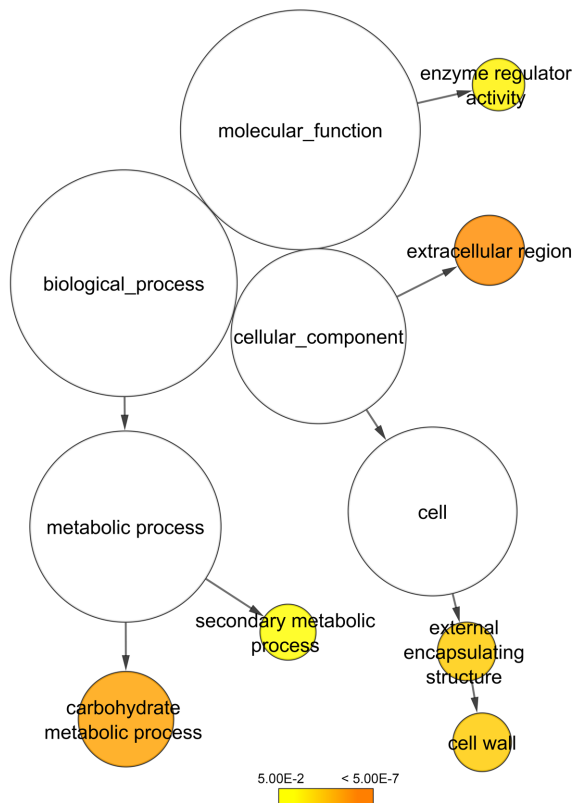 enzyme regulator
activity
molecular_function
extracellular region
biological_process
cellular_component
cell
metabolic process
secondary metabolic
process
external
encapsulating
structure
carbohydrate
metabolic process
cell wall
5.00E-2
< 5.00E-7